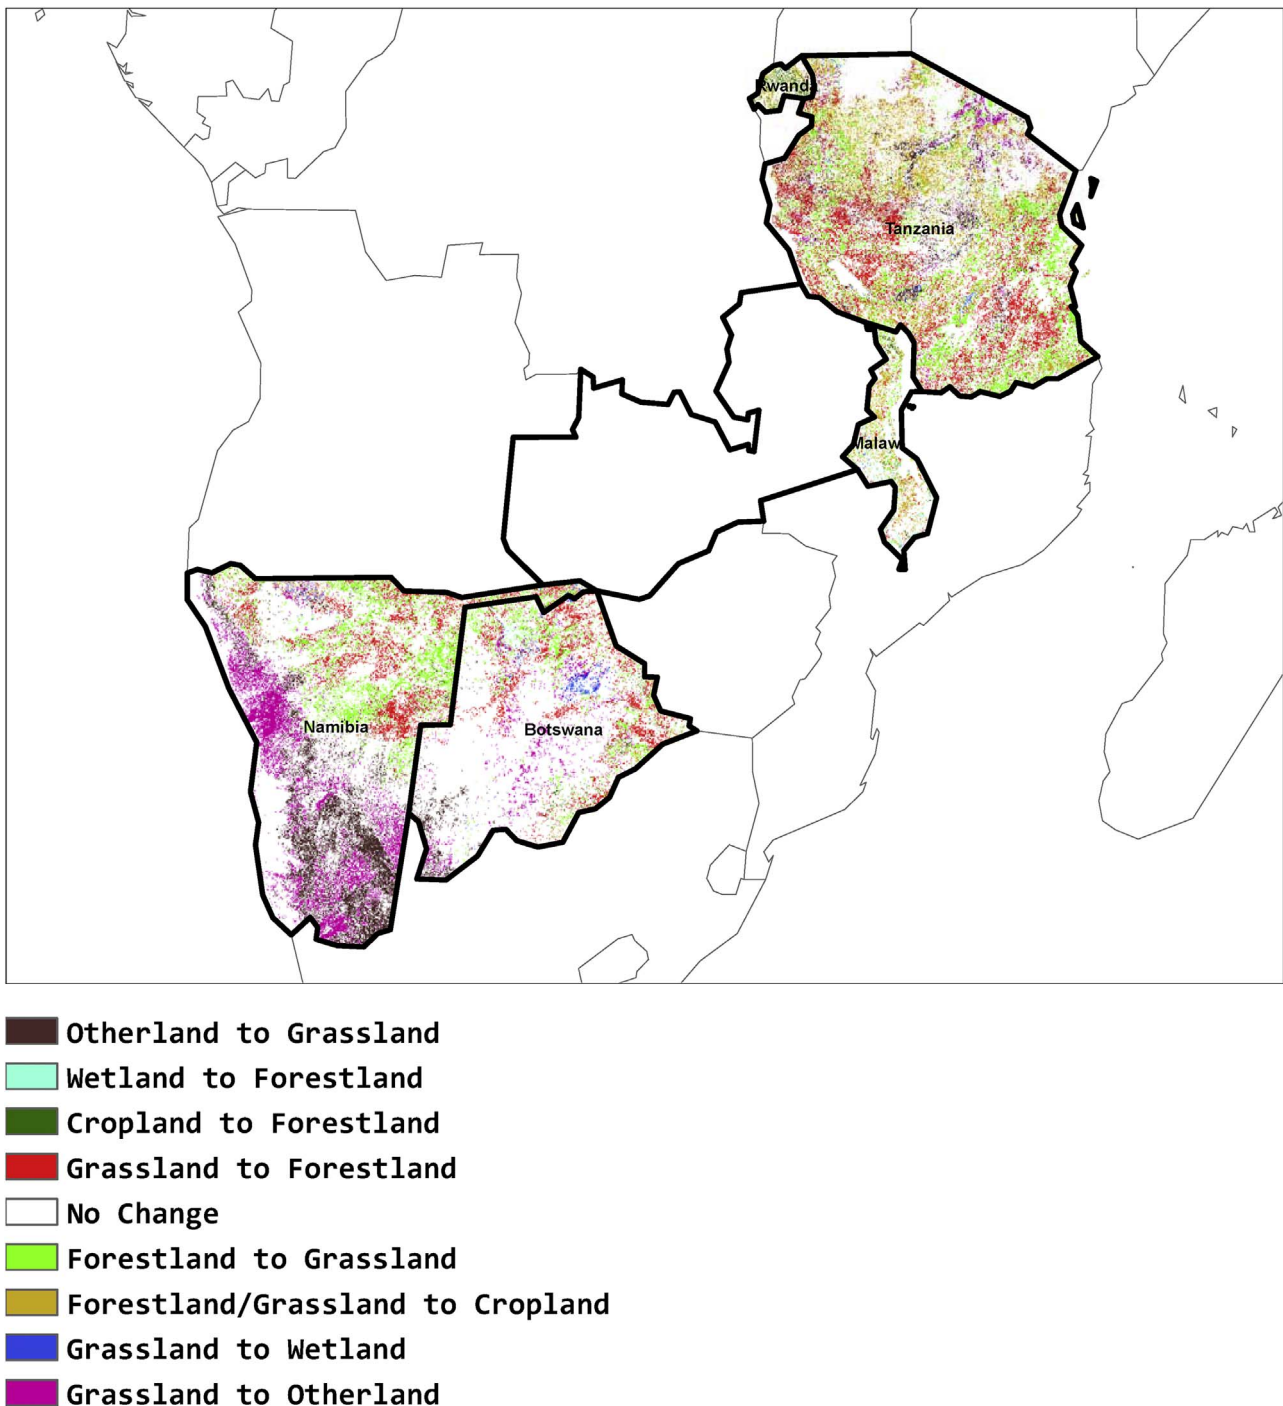 Rwanda
Tanzania
Malawi
Namibia
Botswana
Otherland to Grassland
Wetland to Forestland
Cropland to Forestland
Grassland to Forestland
No Change
Forestland to Grassland
Forestland/Grassland to Cropland
Grassland to Wetland
Grassland to Otherland